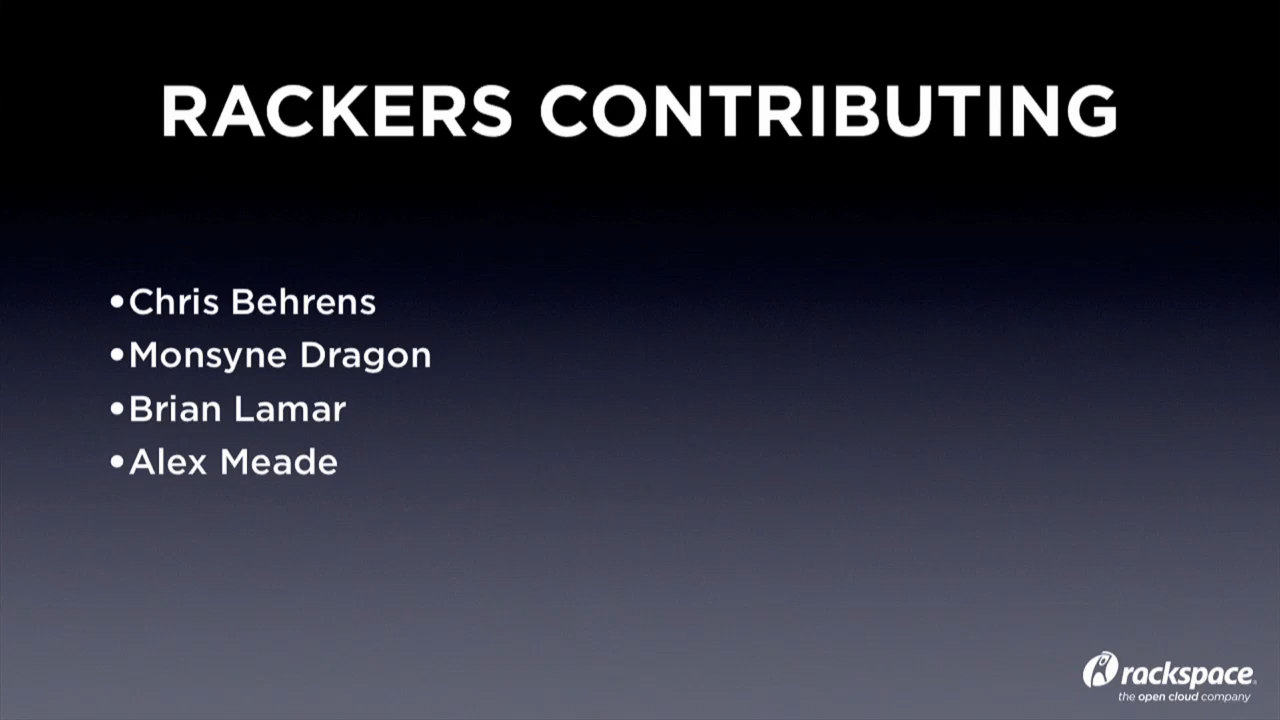 RACKERS CONTRIBUTING
•Chris Behrens
•Monsyne Dragon
•Brian Lamar
•Alex Meade
rackspace.
the open cloud company